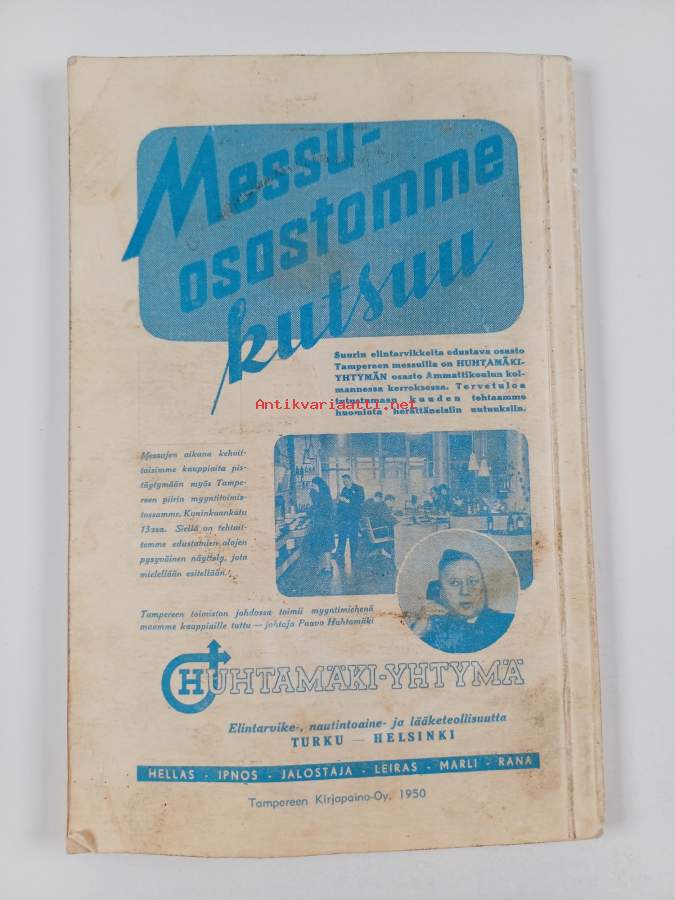 Messu-
osastomme
kutsuu
Suurin elintarvikkeita edustava osasto
Tampereen messuilla on HUHTAMÄKI-
YHTYMÄN osasto Ammattikoulun kol-
mannessa kerroksessa. Tervetuloa
tutustumaan kuuden tehtaamme
huomiota herättäneisiin uutuuksiin.
Antikvariaatti.net
Messujen aikana kehoit-
taisimme kauppiaita pis-
täytymään myös Tampe-
reen piirin myyntitoimis-
tossamme, Kuninkaankatu
13:ssa. Siellä on tehtait-
temme edustamien alojen
pysyväinen näyttely, jota
mielellään esitellään.
Tampereen toimiston johdossa toimii myyntimiehenä
maamme kauppiaille tuttu — johtaja Paavo Huhtamäki
HUHTAMÄKI-YHTYMÄ
Elintarvike-, nautintoaine- ja lääketeollisuutta
TURKU — HELSINKI
HELLAS - IPNOS - JALOSTAJA - LEIRAS - MARLI - RANA
Tampereen Kirjapaino-Oy. 1950